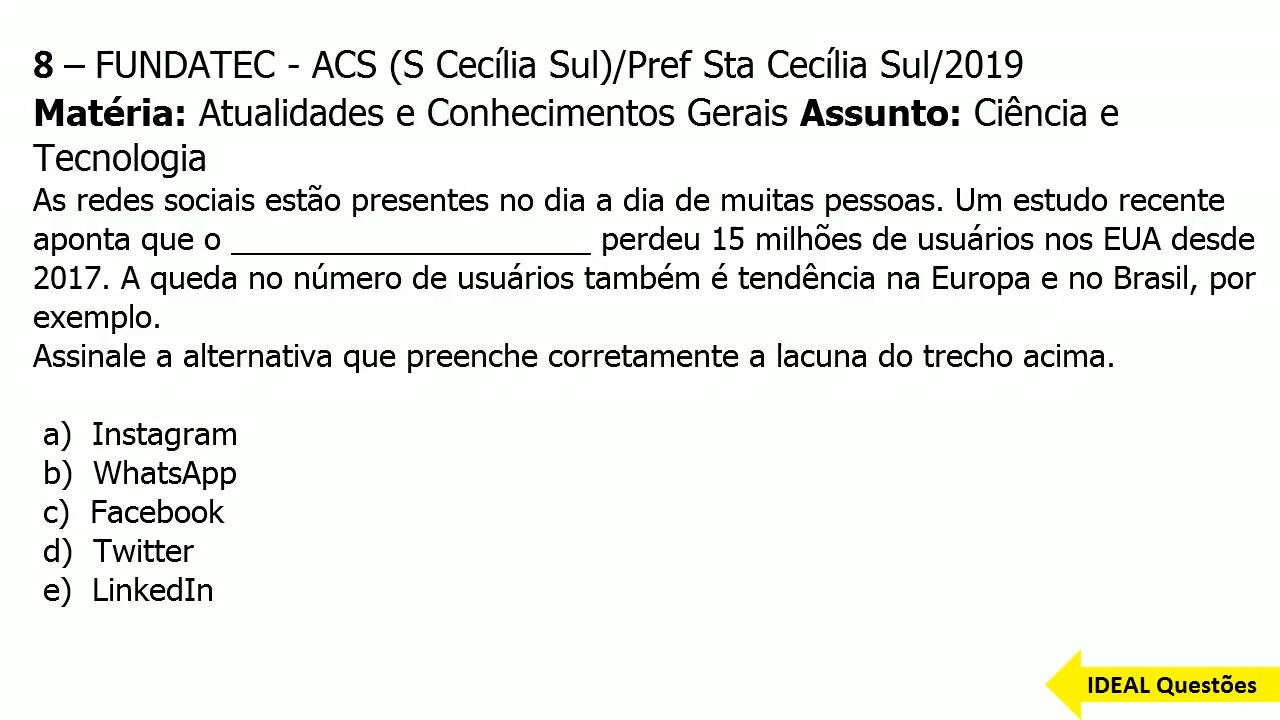 8 – FUNDATEC - ACS (S Cecília Sul)/Pref Sta Cecília Sul/2019
Matéria: Atualidades e Conhecimentos Gerais Assunto: Ciência e
Tecnologia
As redes sociais estão presentes no dia a dia de muitas pessoas. Um estudo recente
aponta que o ______________________ perdeu 15 milhões de usuários nos EUA desde
2017. A queda no número de usuários também é tendência na Europa e no Brasil, por
exemplo.
Assinale a alternativa que preenche corretamente a lacuna do trecho acima.
a) Instagram
b) WhatsApp
c) Facebook
d) Twitter
e) LinkedIn
IDEAL Questões